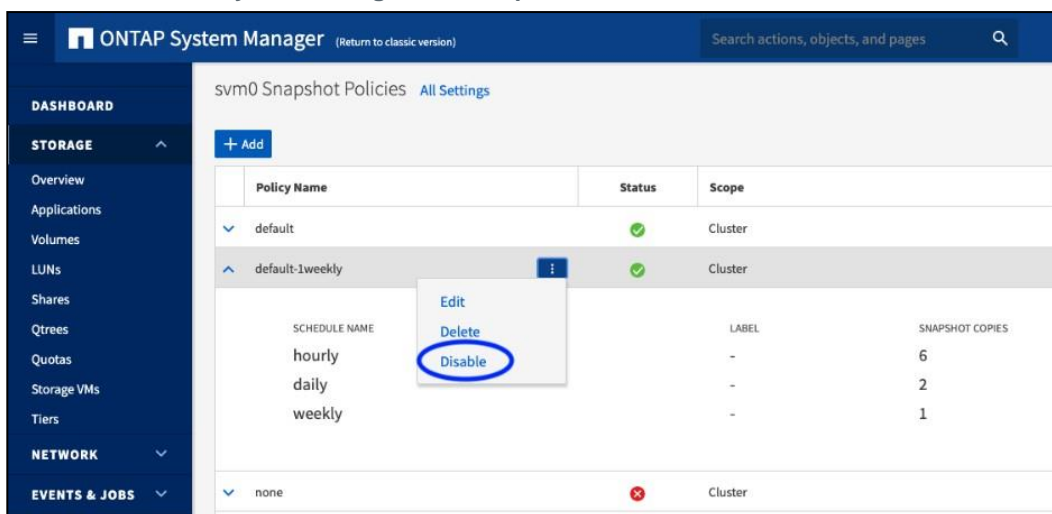 ONTAP System Manager (Return to classic version)
Search actions, objects, and pages
DASHBOARD
STORAGE
Overview
Applications
Volumes
LUNs
Shares
Qtrees
Quotas
Storage VMs
Tiers
NETWORK
EVENTS & JOBS
svm0 Snapshot Policies All Settings
+ Add
Policy Name Status Scope
default Cluster
default-1weekly Cluster
Edit
Delete
Disable
SCHEDULE NAME LABEL SNAPSHOT COPIES
hourly - 6
daily - 2
weekly - 1
none Cluster